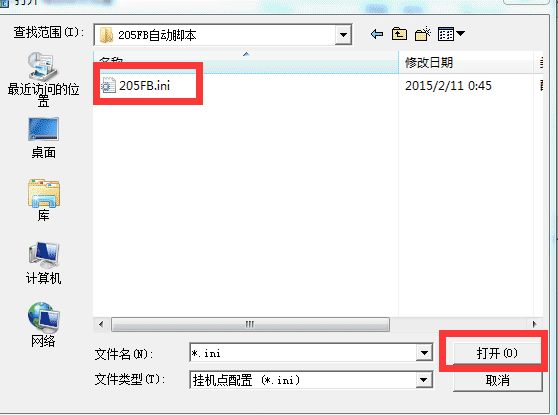 打开
查找范围(I):
205FB自动脚本
名称
修改日期
205FB.ini
2015/2/11 0:45
最近访问的位置
桌面
库
计算机
网络
文件名(N):
*.ini
打开(O)
文件类型(T):
挂机点配置 (*.ini)
取消